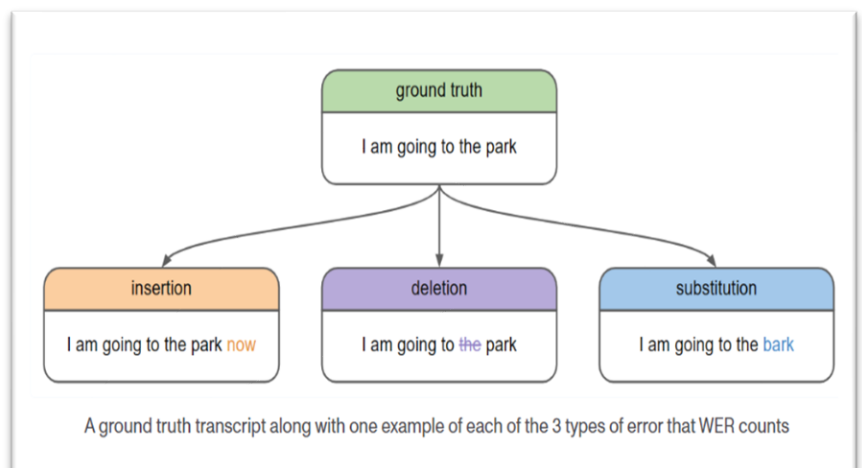 ground truth
I am going to the park
insertion
I am going to the park now
deletion
I am going to the park
substitution
I am going to the bark
A ground truth transcript along with one example of each of the 3 types of error that WER counts